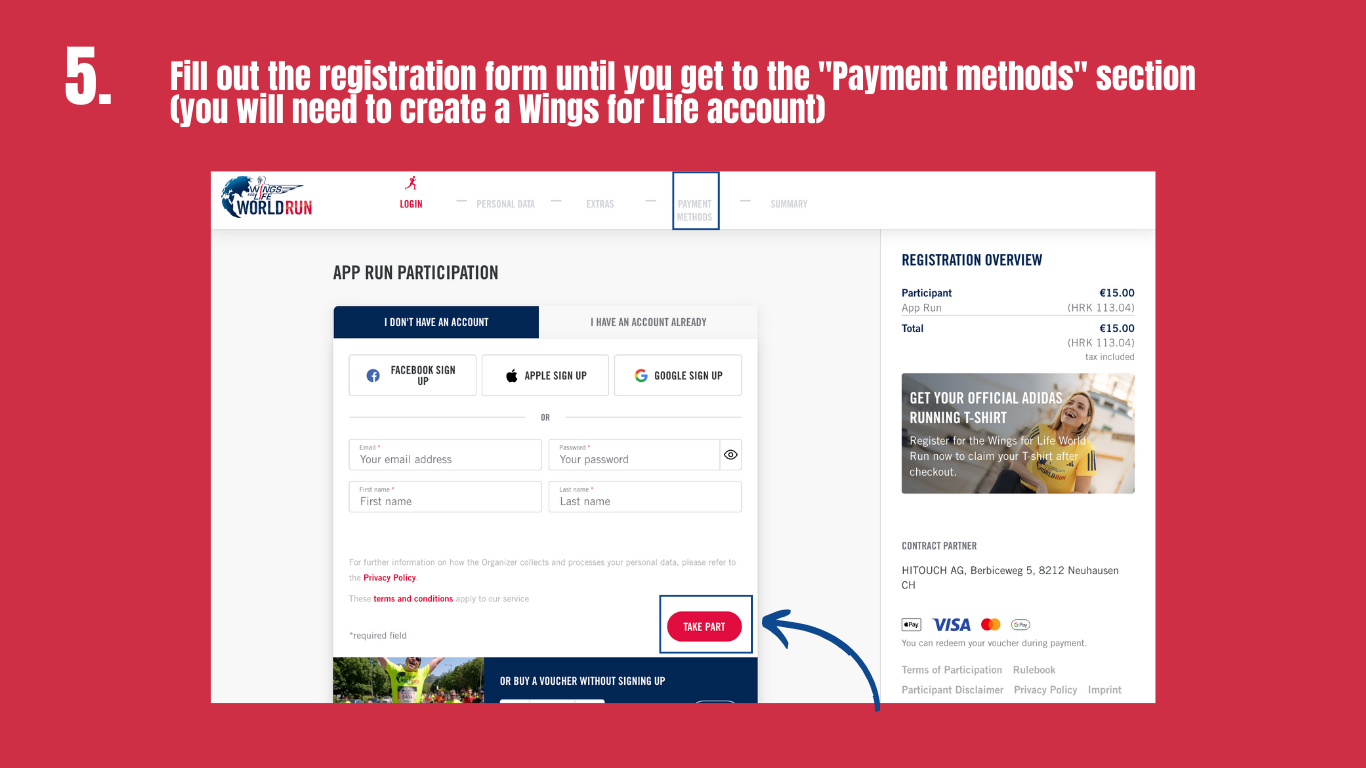 5.
Fill out the registration form until you get to the "Payment methods" section
(you will need to create a Wings for Life account)
WINGS
FOR LIFE
WORLD RUN
LOGIN
PERSONAL DATA
EXTRAS
PAYMENT
METHODS
SUMMARY
APP RUN PARTICIPATION
I DON'T HAVE AN ACCOUNT
I HAVE AN ACCOUNT ALREADY
FACEBOOK SIGN
UP
APPLE SIGN UP
GOOGLE SIGN UP
OR
Email *
Your email address
Password *
Your password
First name *
First name
Last name *
Last name
For further information on how the Organizer collects and processes your personal data, please refer to
the Privacy Policy.
These terms and conditions apply to our service
*required field
TAKE PART
OR BUY A VOUCHER WITHOUT SIGNING UP
REGISTRATION OVERVIEW
Participant €15.00
App Run (HRK 113.04)
Total €15.00
(HRK 113.04)
tax included
GET YOUR OFFICIAL ADIDAS
RUNNING T-SHIRT
Register for the Wings for Life World
Run now to claim your T-shirt after
checkout.
CONTRACT PARTNER
HITOUCH AG, Berbiceweg 5, 8212 Neuhausen
CH
Pay VISA G Pay
You can redeem your voucher during payment.
Terms of Participation Rulebook
Participant Disclaimer Privacy Policy Imprint